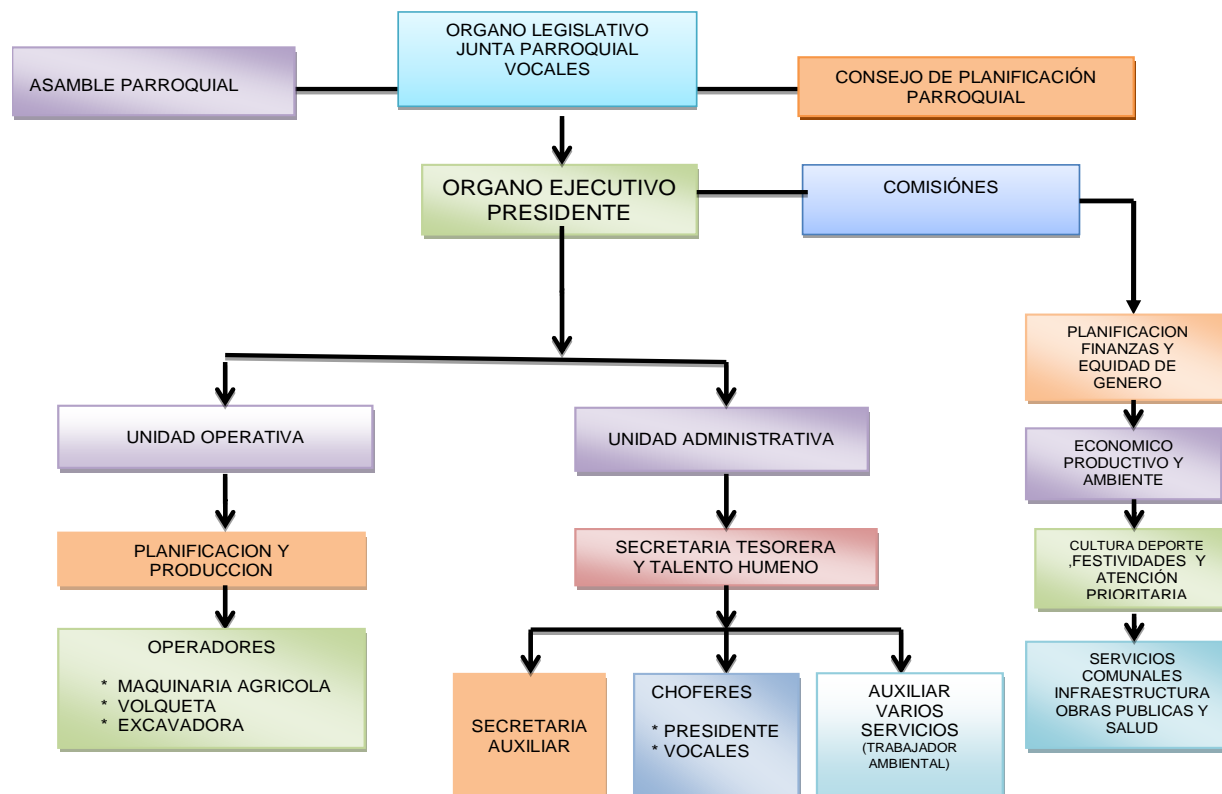 ORGANO LEGISLATIVO
JUNTA PARROQUIAL
VOCALES
ASAMBLE PARROQUIAL
CONSEJO DE PLANIFICACIÓN
PARROQUIAL
ORGANO EJECUTIVO
PRESIDENTE
COMISIÓNES
PLANIFICACION
FINANZAS Y
EQUIDAD DE
GENERO
UNIDAD OPERATIVA
UNIDAD ADMINISTRATIVA
ECONOMICO
PRODUCTIVO Y
AMBIENTE
PLANIFICACION Y
PRODUCCION
SECRETARIA TESORERA
Y TALENTO HUMENO
CULTURA DEPORTE
,FESTIVIDADES Y
ATENCIÓN
PRIORITARIA
OPERADORES
* MAQUINARIA AGRICOLA
* VOLQUETA
* EXCAVADORA
SECRETARIA
AUXILIAR
CHOFERES
* PRESIDENTE
* VOCALES
AUXILIAR
VARIOS
SERVICIOS
(TRABAJADOR
AMBIENTAL)
SERVICIOS
COMUNALES
INFRAESTRUCTURA
OBRAS PUBLICAS Y
SALUD